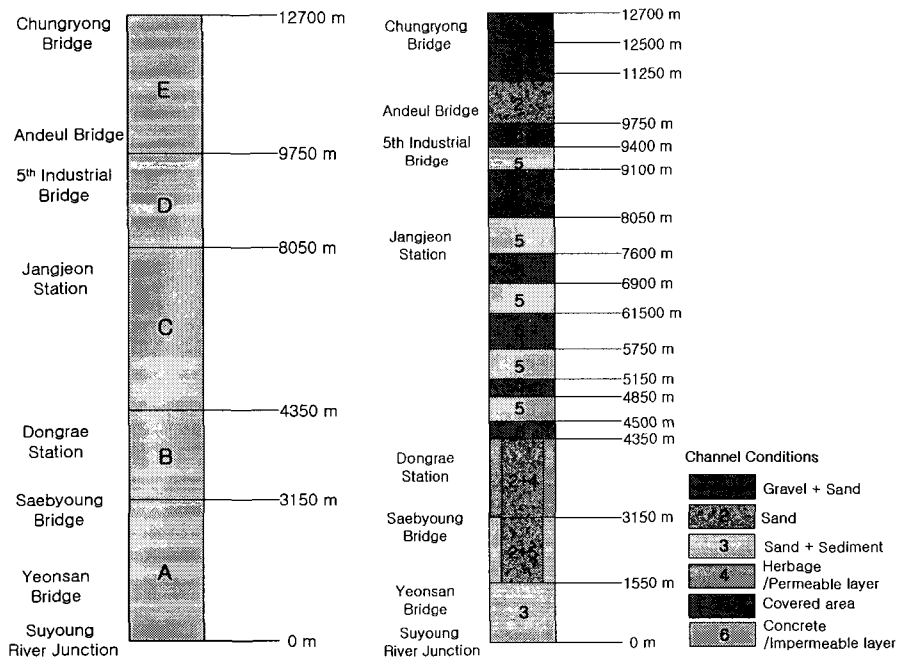 Chungryong
Bridge
12700 m
E
Andeul Bridge
9750 m
5th Industrial
Bridge
D
8050 m
Jangjeon
Station
C
4350 m
Dongrae
Station
B
Saebyoung
Bridge
3150 m
Yeonsan
Bridge
A
Suyoung
River Junction
0 m
Chungryong
Bridge
12700 m
12500 m
11250 m
2
Andeul Bridge
9750 m
5th Industrial
Bridge
9400 m
5
9100 m
8050 m
Jangjeon
Station
5
7600 m
6900 m
5
61500 m
5750 m
5
5150 m
4850 m
5
4500 m
4350 m
Dongrae
Station
2+4
Saebyoung
Bridge
3150 m
1550 m
Yeonsan
Bridge
3
Suyoung
River Junction
0 m
Channel Conditions
Gravel + Sand
2 Sand
3 Sand + Sediment
4 Herbage
/Permeable layer
Covered area
6 Concrete
/Impermeable layer